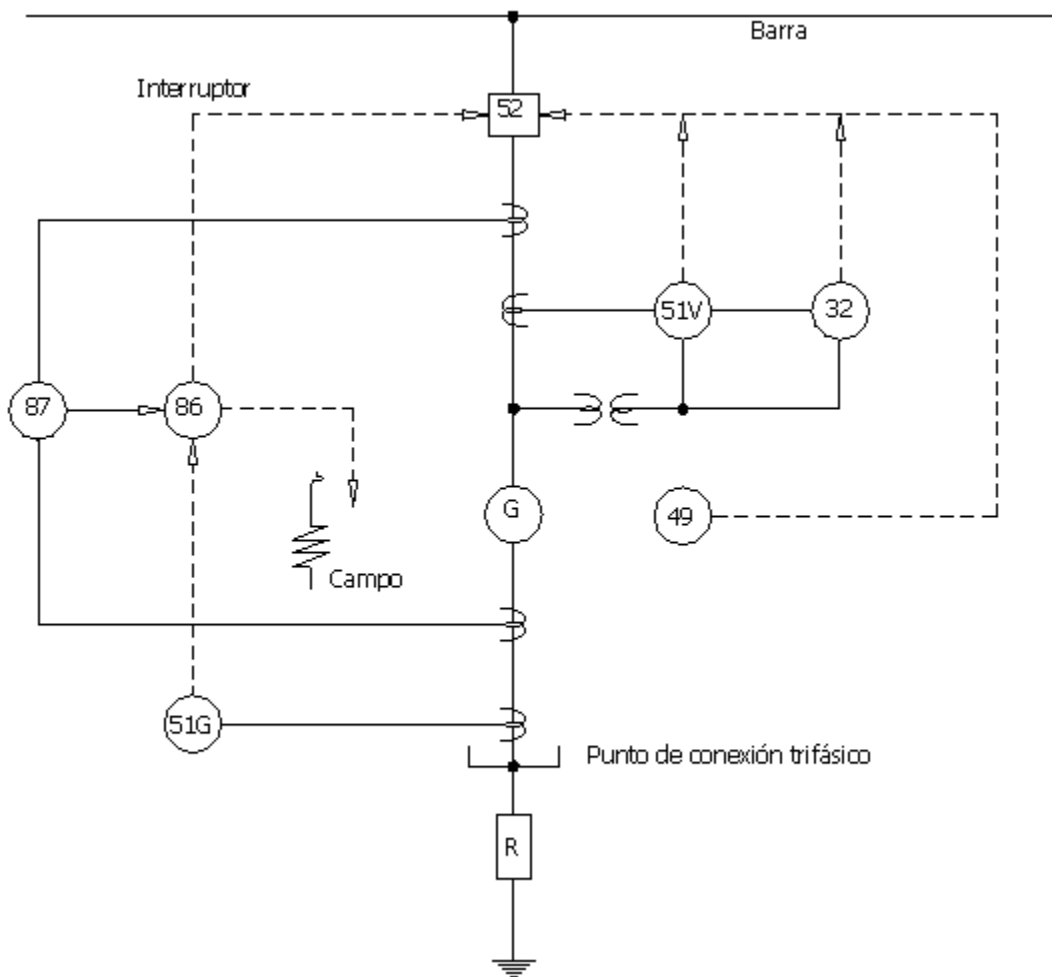 Barra
Interruptor
52
51V
32
87
86
G
49
Campo
51G
Punto de conexión trifásico
R